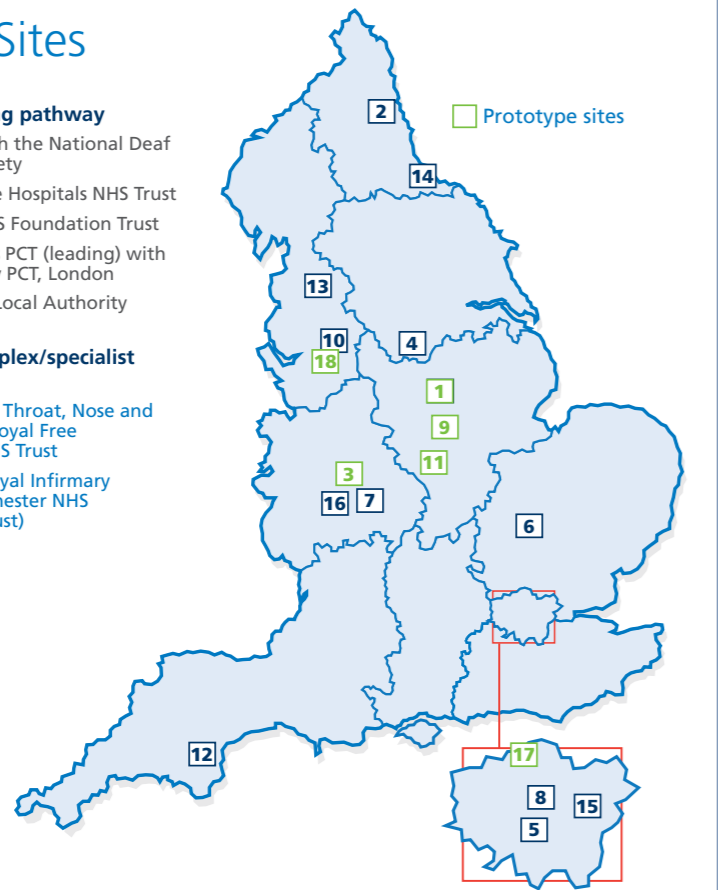 Sites
g pathway
h the National Deaf
ety
e Hospitals NHS Trust
S Foundation Trust
PCT (leading) with
PCT, London
Local Authority
plex/specialist
Throat, Nose and
oyal Free
S Trust
yal Infirmary
hester NHS
ust)
Prototype sites
2
14
13
10
4
18
1
9
11
3
16
7
6
12
17
8
15
5